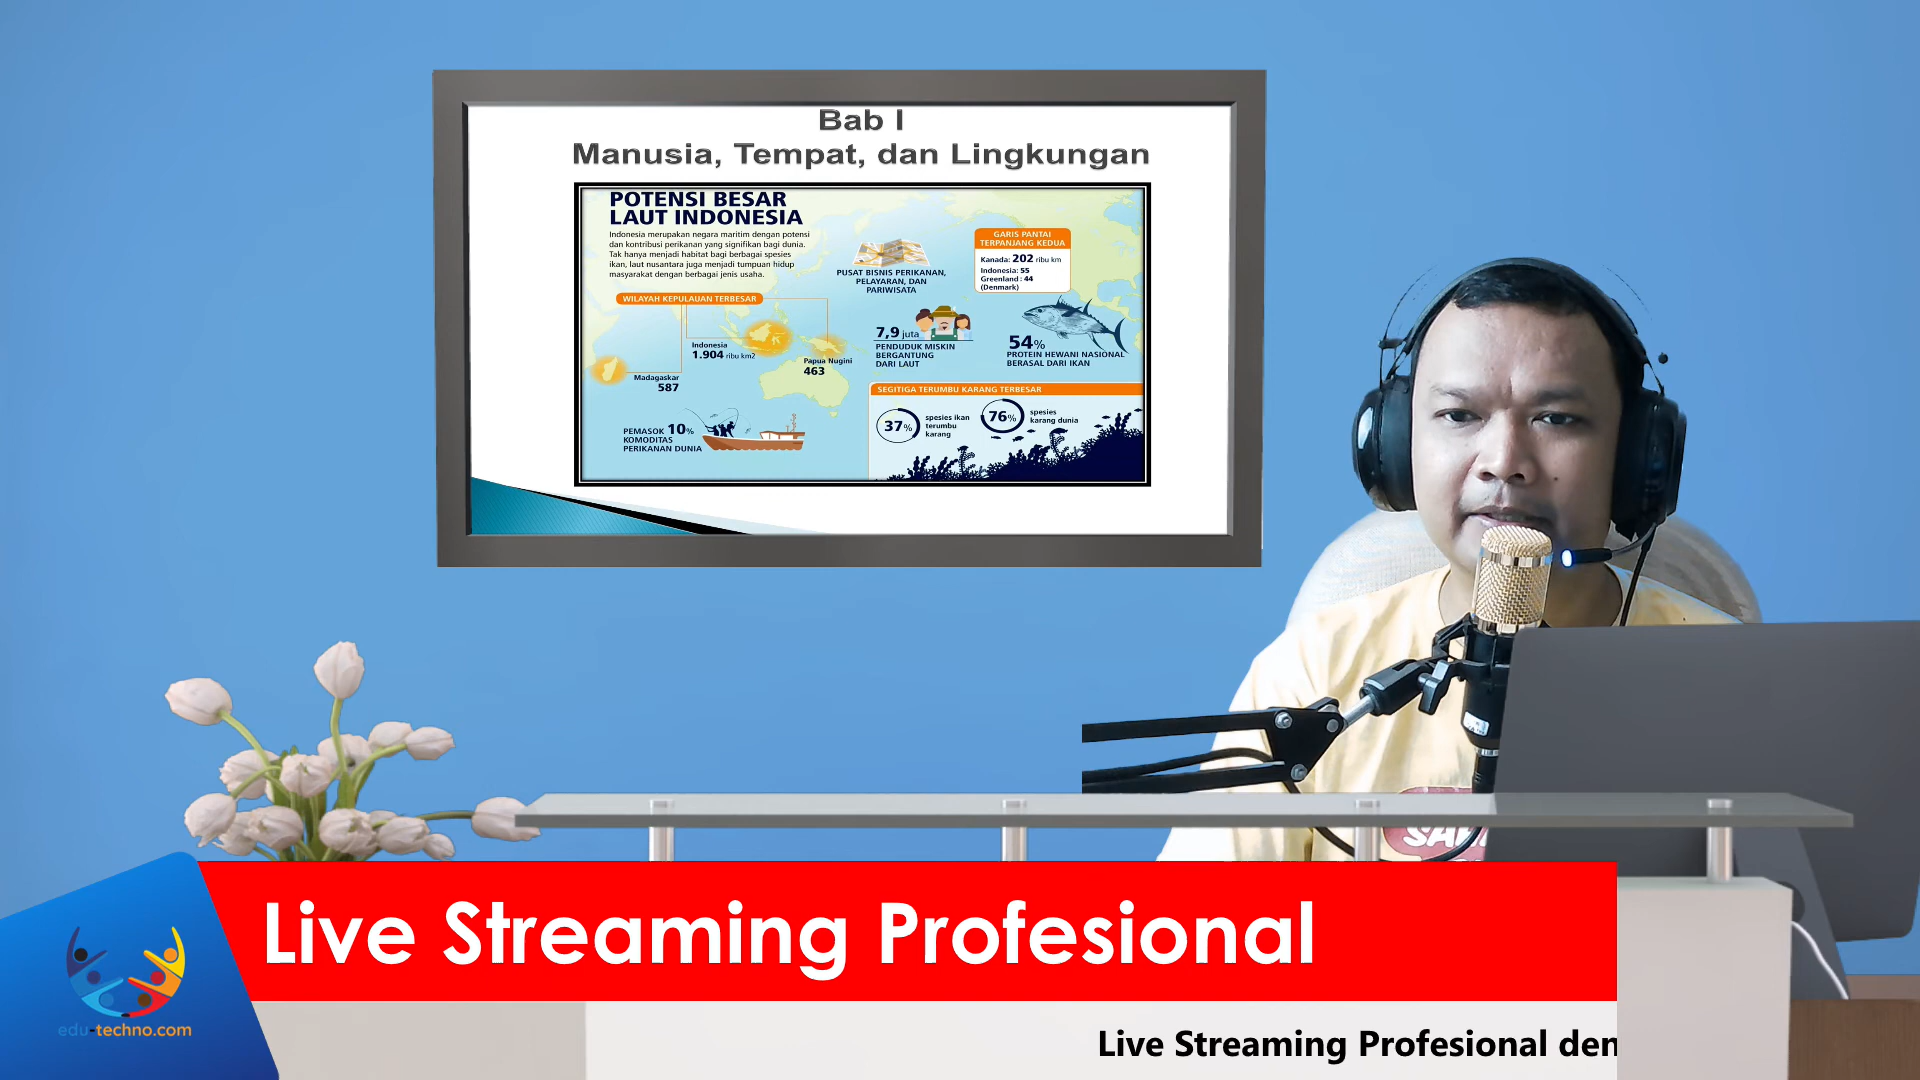 Bab I
Manusia, Tempat, dan Lingkungan
POTENSI BESAR
LAUT INDONESIA
Indonesia merupakan negara maritim dengan potensi
dan kontribusi perikanan yang signifikan bagi dunia.
Tak hanya menjadi habitat bagi berbagai spesies
ikan, laut nusantara juga menjadi tumpuan hidup
masyarakat dengan berbagai jenis usaha.
PUSAT BISNIS PERIKANAN,
PELAYARAN, DAN
PARIWISATA
GARIS PANTAI
TERPANJANG KEDUA
Kanada: 202 ribu km
Indonesia: 55
Greenland : 44
(Denmark)
WILAYAH KEPULAUAN TERBESAR
Indonesia
1.904 ribu km2
Papua Nugini
463
Madagaskar
587
7,9 juta
PENDUDUK MISKIN
BERGANTUNG
DARI LAUT
54%
PROTEIN HEWANI NASIONAL
BERASAL DARI IKAN
SEGITIGA TERUMBU KARANG TERBESAR
37%
spesies ikan
terumbu
karang
76%
spesies
karang dunia
PEMASOK 10%
KOMODITAS
PERIKANAN DUNIA
Live Streaming Profesional
edu-techno.com
Live Streaming Profesional den